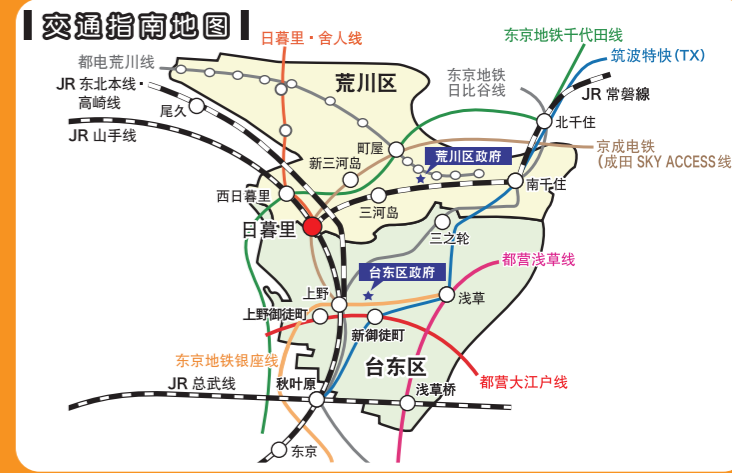 交通指南地图
日暮里・舍人线
东京地铁千代田线
都电荒川线
筑波特快(TX)
JR 东北本线・
高崎线
东京地铁
日比谷线
荒川区
JR 常磐線
尾久
JR 山手线
北千住
町屋
京成电铁
(成田 SKY ACCESS 线
荒川区政府
新三河岛
西日暮里
南千住
三河岛
日暮里
三之轮
都营浅草线
台东区政府
上野
浅草
上野御徒町
新御徒町
东京地铁银座线
台东区
JR 总武线
秋叶原
都营大江户线
浅草桥
东京